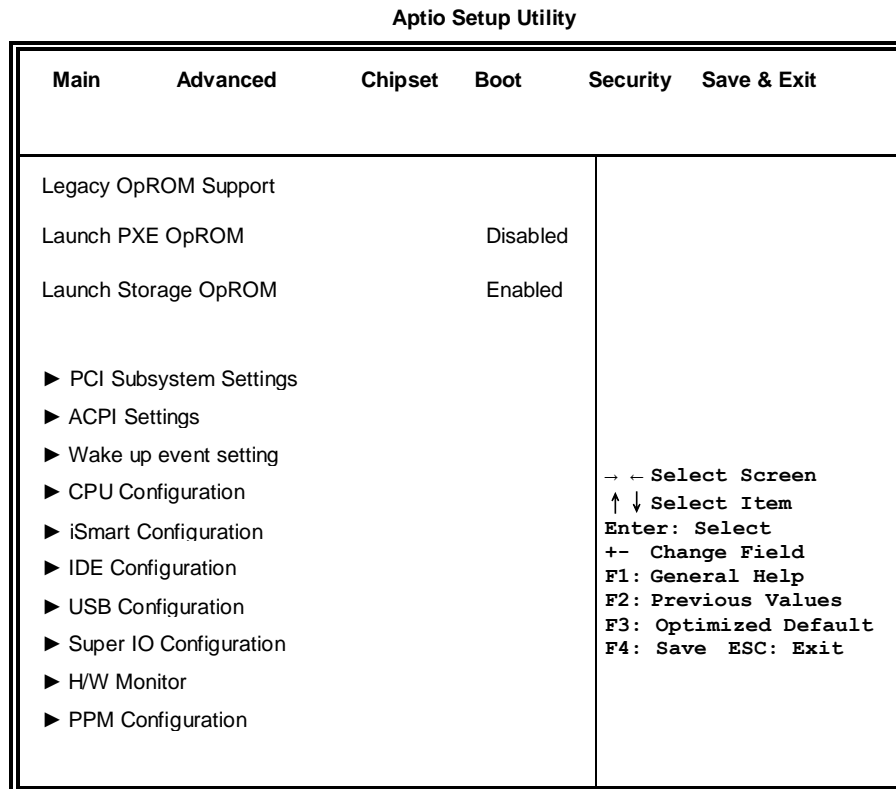 Aptio Setup Utility
Main Advanced Chipset Boot Security Save & Exit
Legacy OpROM Support
Launch PXE OpROM Disabled
Launch Storage OpROM Enabled
► PCI Subsystem Settings
► ACPI Settings
► Wake up event setting
► CPU Configuration
► iSmart Configuration
► IDE Configuration
► USB Configuration
► Super IO Configuration
► H/W Monitor
► PPM Configuration
→ ← Select Screen
↑ ↓ Select Item
Enter: Select
+- Change Field
F1: General Help
F2: Previous Values
F3: Optimized Default
F4: Save ESC: Exit